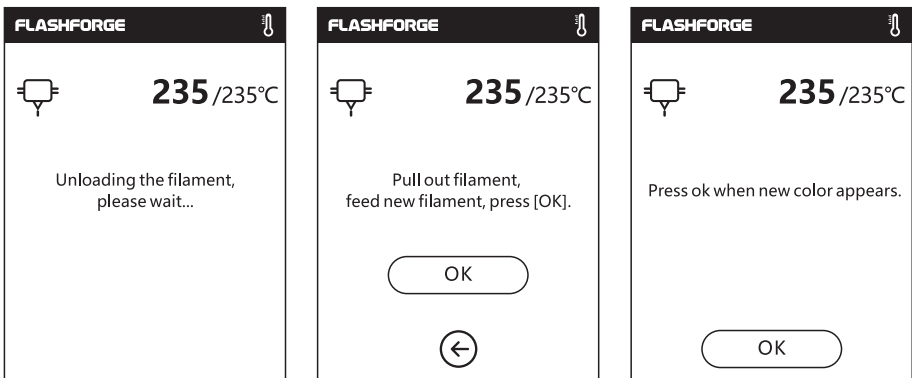 FLASHFORGE
235/235℃
Unloading the filament,
please wait...
FLASHFORGE
235/235℃
Pull out filament,
feed new filament, press [OK].
OK
FLASHFORGE
235/235℃
Press ok when new color appears.
OK